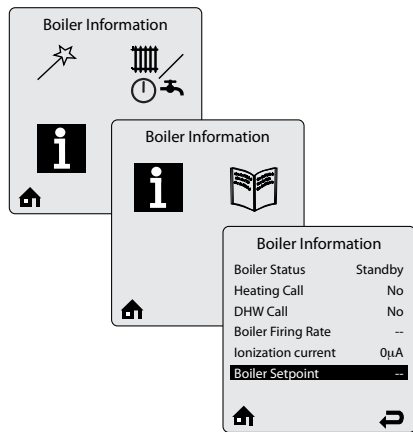 Boiler Information
Boiler Information
Boiler Information
Boiler Status Standby
Heating Call No
DHW Call No
Boiler Firing Rate --
Ionization current 0μA
Boiler Setpoint --